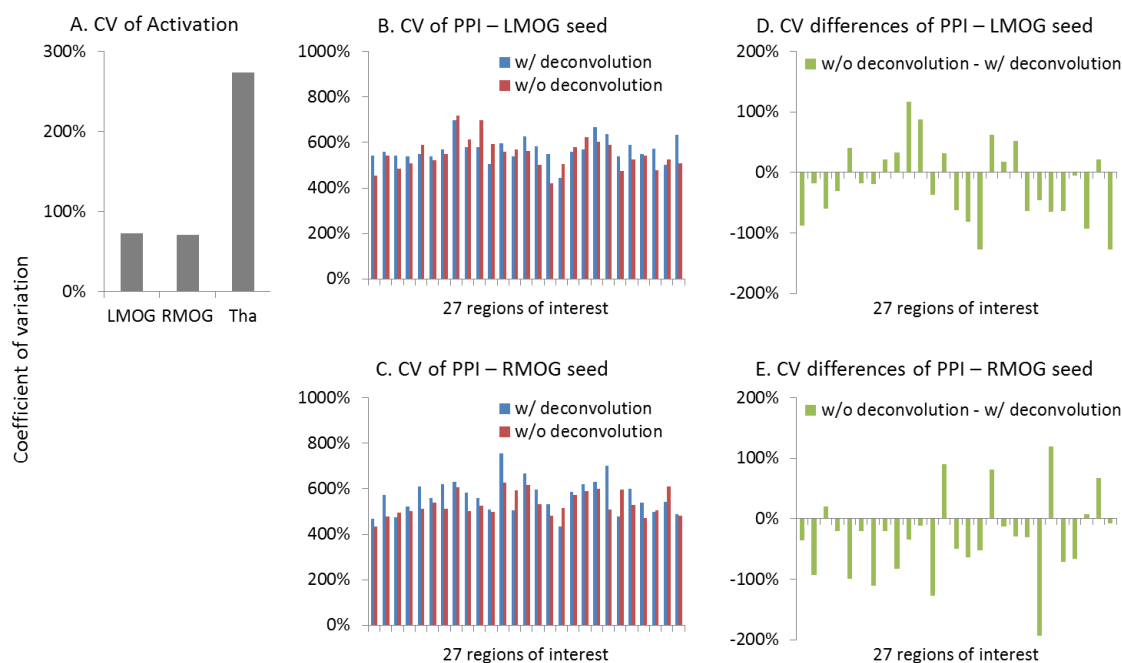 A. CV of Activation
300%
200%
100%
0%
LMOG RMOG Tha
Coefficient of variation
B. CV of PPI – LMOG seed
1000%
800%
600%
400%
200%
0%
w/ deconvolution
w/o deconvolution
27 regions of interest
D. CV differences of PPI – LMOG seed
200%
100%
0%
-100%
-200%
w/o deconvolution - w/ deconvolution
27 regions of interest
C. CV of PPI – RMOG seed
1000%
800%
600%
400%
200%
0%
w/ deconvolution
w/o deconvolution
27 regions of interest
E. CV differences of PPI – RMOG seed
200%
100%
0%
-100%
-200%
w/o deconvolution - w/ deconvolution
27 regions of interest